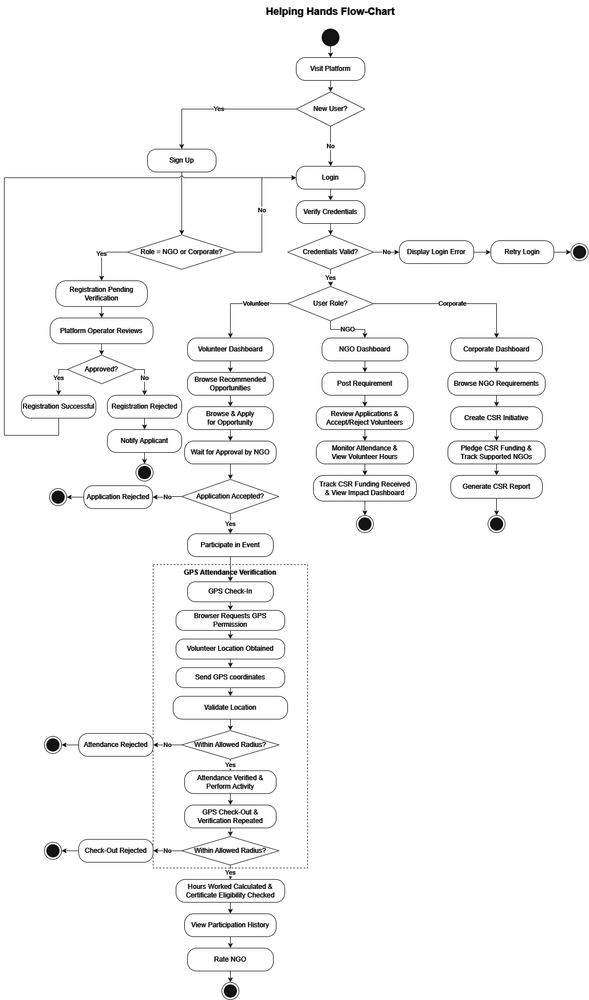 Helping Hands Flow-Chart
Visit Platform
New User?
Yes
No
Sign Up
Login
No
Verify Credentials
Role = NGO or Corporate?
Yes
Credentials Valid?
No
Display Login Error
Retry Login
Yes
Registration Pending
Verification
User Role?
Volunteer
Corporate
NGO
Platform Operator Reviews
Approved?
Yes
No
Registration Successful
Registration Rejected
Notify Applicant
Volunteer Dashboard
Browse Recommended
Opportunities
Browse & Apply
for Opportunity
Wait for Approval by NGO
Application Accepted?
No
Application Rejected
Yes
Participate in Event
NGO Dashboard
Post Requirement
Review Applications &
Accept/Reject Volunteers
Monitor Attendance &
View Volunteer Hours
Track CSR Funding Received
& View Impact Dashboard
Corporate Dashboard
Browse NGO Requirements
Create CSR Initiative
Pledge CSR Funding &
Track Supported NGOs
Generate CSR Report
GPS Attendance Verification
GPS Check-In
Browser Requests GPS
Permission
Volunteer Location Obtained
Send GPS coordinates
Validate Location
Within Allowed Radius?
No
Attendance Rejected
Yes
Attendance Verified &
Perform Activity
GPS Check-Out &
Verification Repeated
Within Allowed Radius?
No
Check-Out Rejected
Yes
Hours Worked Calculated &
Certificate Eligibility Checked
View Participation History
Rate NGO